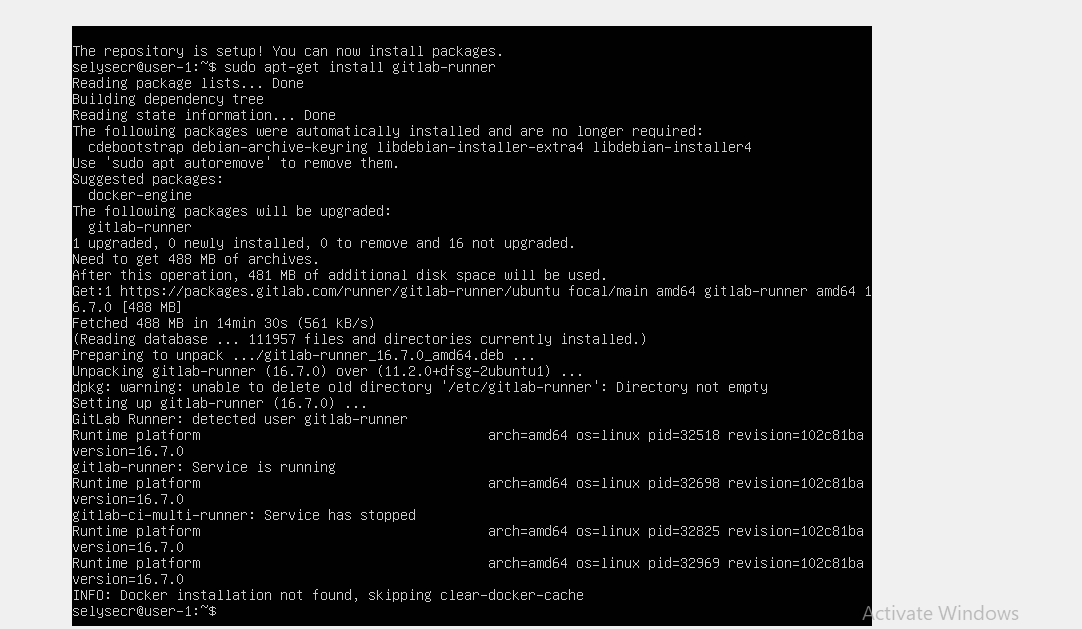 The repository is setup! You can now install packages.
selysecr@user-1:~$ sudo apt-get install gitlab-runner
Reading package lists... Done
Building dependency tree
Reading state information... Done
The following packages were automatically installed and are no longer required:
  cdebootstrap debian-archive-keyring libdebian-installer-extra4 libdebian-installer4
Use 'sudo apt autoremove' to remove them.
Suggested packages:
  docker-engine
The following packages will be upgraded:
  gitlab-runner
1 upgraded, 0 newly installed, 0 to remove and 16 not upgraded.
Need to get 488 MB of archives.
After this operation, 481 MB of additional disk space will be used.
Get:1 https://packages.gitlab.com/runner/gitlab-runner/ubuntu focal/main amd64 gitlab-runner amd64 1
6.7.0 [488 MB]
Fetched 488 MB in 14min 30s (561 kB/s)
(Reading database ... 111957 files and directories currently installed.)
Preparing to unpack .../gitlab-runner_16.7.0_amd64.deb ...
Unpacking gitlab-runner (16.7.0) over (11.2.0+dfsg-2ubuntu1) ...
dpkg: warning: unable to delete old directory '/etc/gitlab-runner': Directory not empty
Setting up gitlab-runner (16.7.0) ...
GitLab Runner: detected user gitlab-runner
Runtime platform                                    arch=amd64 os=linux pid=32518 revision=102c81ba
version=16.7.0
gitlab-runner: Service is running
Runtime platform                                    arch=amd64 os=linux pid=32698 revision=102c81ba
version=16.7.0
gitlab-ci-multi-runner: Service has stopped
Runtime platform                                    arch=amd64 os=linux pid=32825 revision=102c81ba
version=16.7.0
Runtime platform                                    arch=amd64 os=linux pid=32969 revision=102c81ba
version=16.7.0
INFO: Docker installation not found, skipping clear-docker-cache
selysecr@user-1:~$
Activate Windows